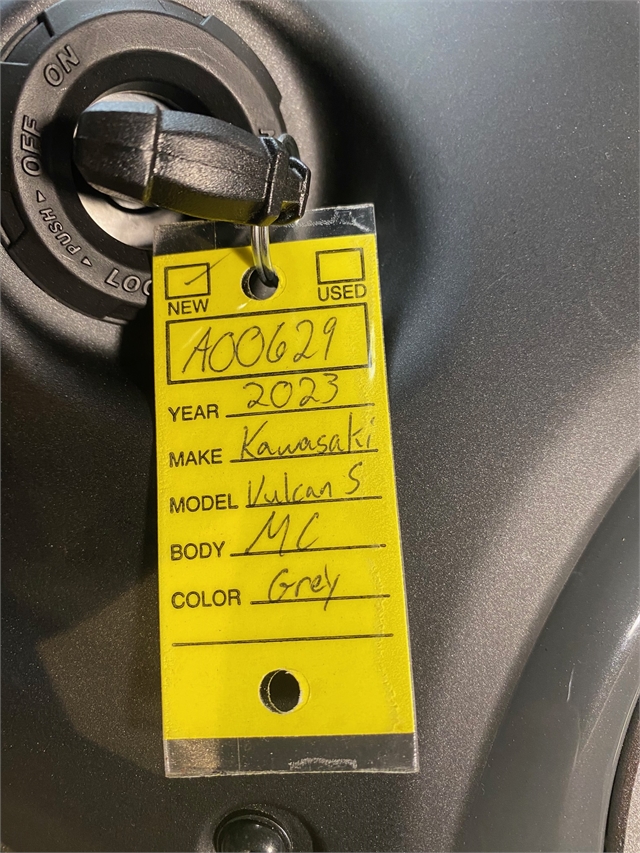 ON
OFF
PUSH
LOCK
NEW USED
A00629
YEAR 2023
MAKE Kawasaki
MODEL Vulcan S
BODY MC
COLOR Grey